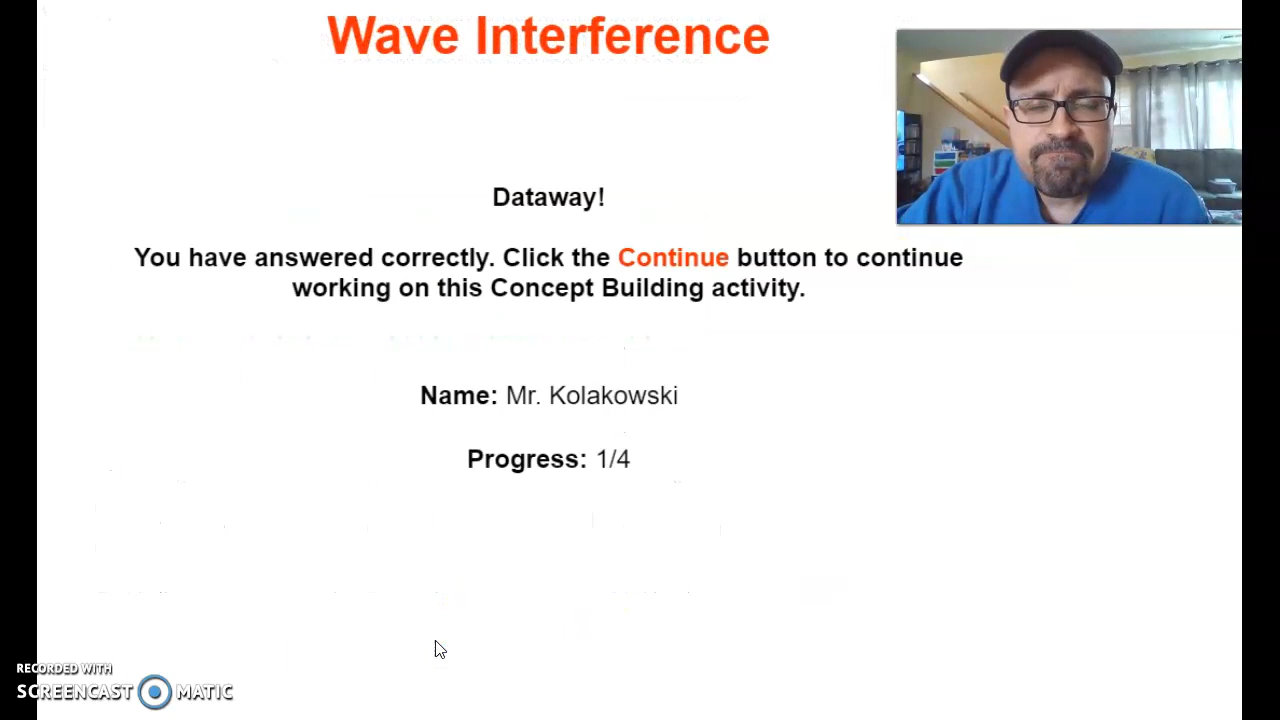 Wave Interference
Dataway!
You have answered correctly. Click the Continue button to continue
working on this Concept Building activity.
Name: Mr. Kolakowski
Progress: 1/4
RECORDED WITH
SCREENCAST MATIC